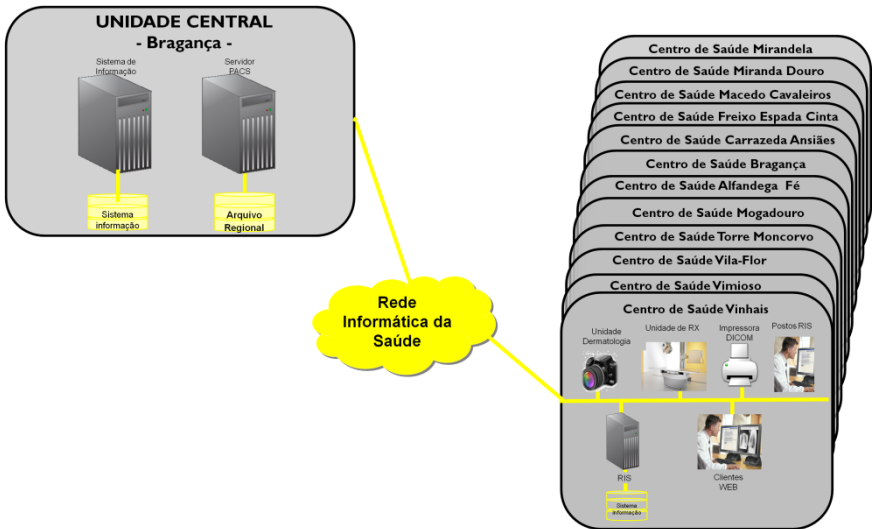 UNIDADE CENTRAL
- Bragança -
Sistema de
Informação
Servidor
PACS
Sistema
informação
Arquivo
Regional
Rede
Informática da
Saúde
Centro de Saúde Mirandela
Centro de Saúde Miranda Douro
Centro de Saúde Macedo Cavaleiros
Centro de Saúde Freixo Espada Cinta
Centro de Saúde Carrazeda Ansiães
Centro de Saúde Bragança
Centro de Saúde Alfandega Fé
Centro de Saúde Mogadouro
Centro de Saúde Torre Moncorvo
Centro de Saúde Vila-Flor
Centro de Saúde Vimioso
Centro de Saúde Vinhais
Unidade
Dermatologia
Unidade de RX
Impressora
DICOM
Postos RIS
RIS
Sistema
informação
Clientes
WEB